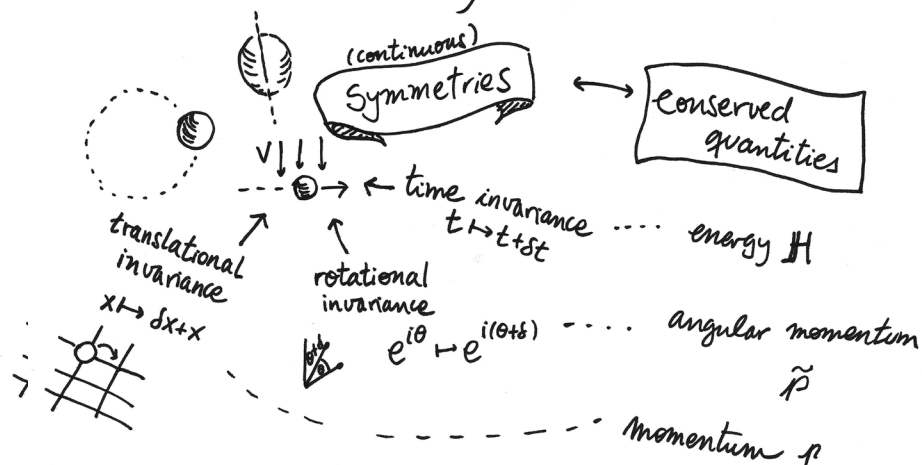 (continuous)
Symmetries
Conserved
quantities
V
time invariance
t ↦ t+δt
energy H
translational
invariance
x ↦ δx+x
rotational
invariance
θ+δ
θ
e^{iθ} ↦ e^{i(θ+δ)}
angular momentum
p̃
momentum p